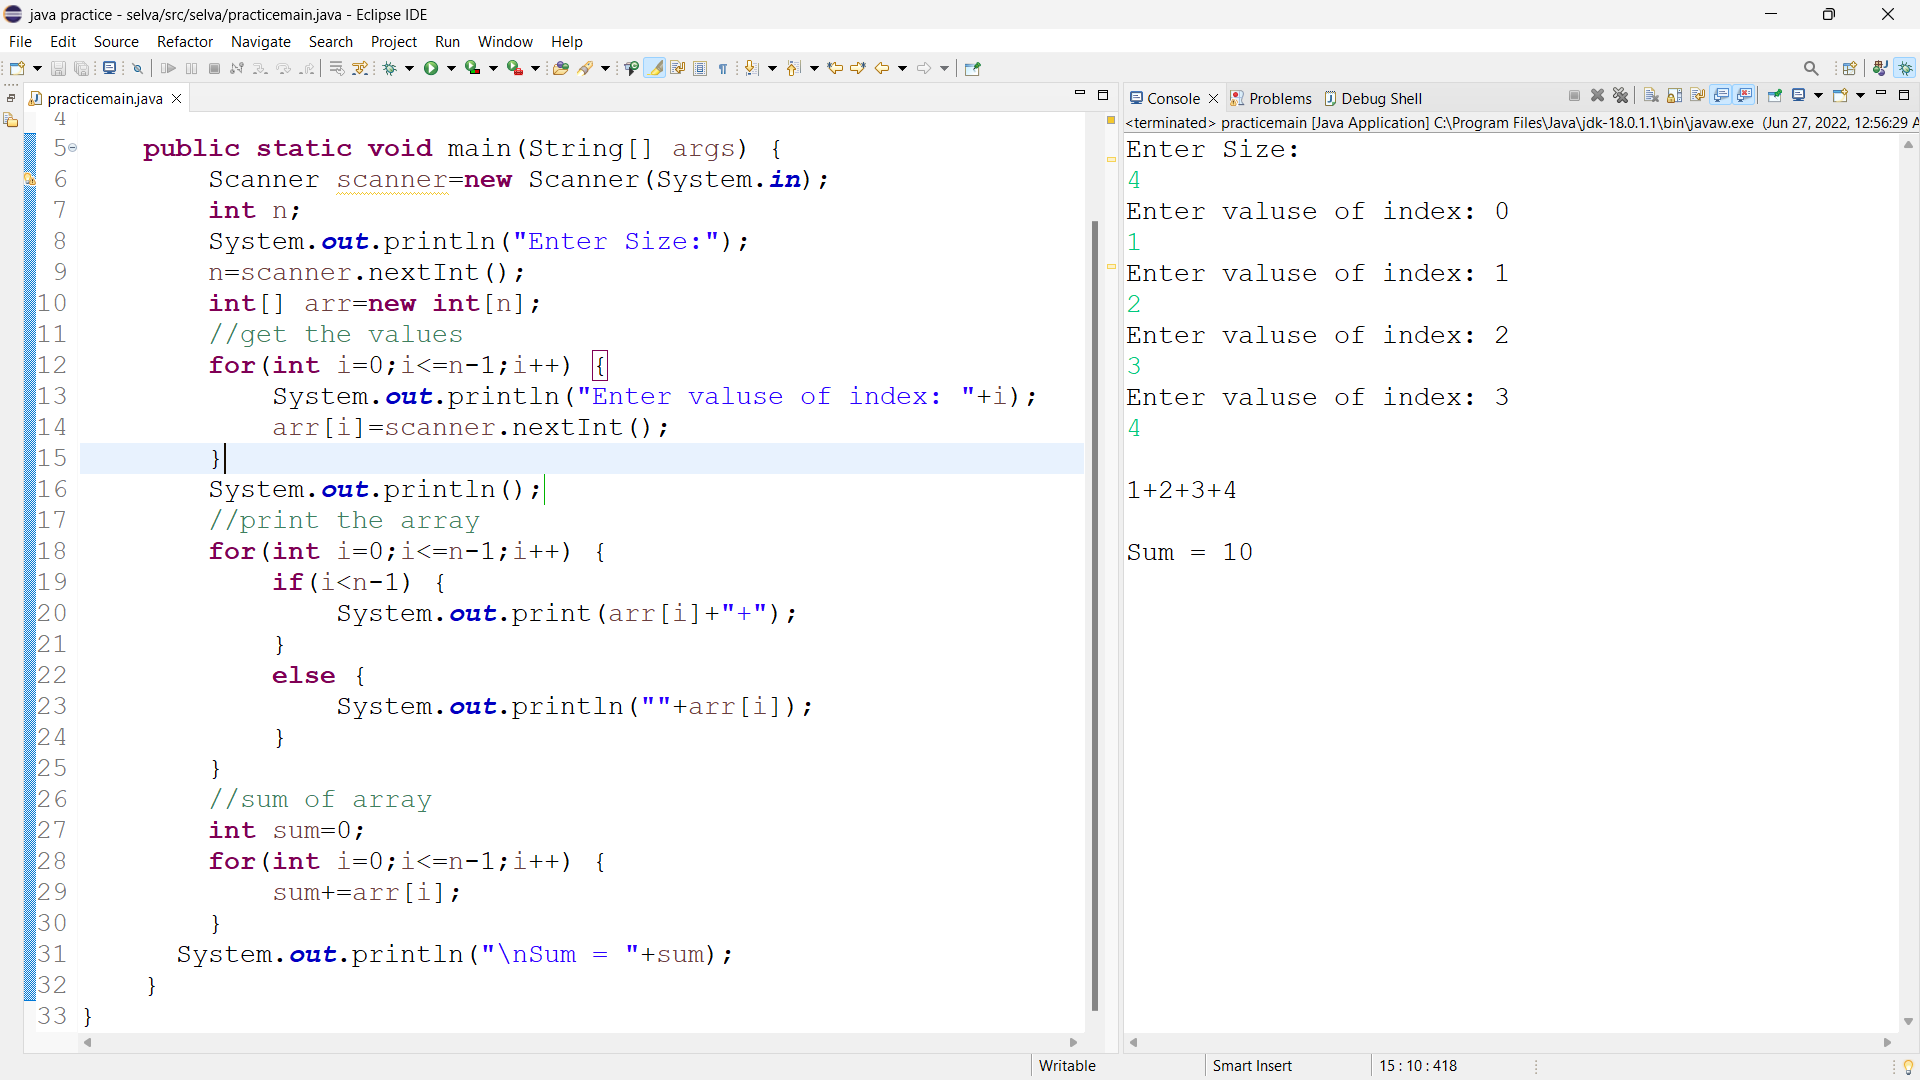 java practice - selva/src/selva/practicemain.java - Eclipse IDE
File Edit Source Refactor Navigate Search Project Run Window Help
practicemain.java
4
5 public static void main(String[] args) {
6 Scanner scanner=new Scanner(System.in);
7 int n;
8 System.out.println("Enter Size:");
9 n=scanner.nextInt();
10 int[] arr=new int[n];
11 //get the values
12 for(int i=0;i<=n-1;i++) {
13 System.out.println("Enter valuse of index: "+i);
14 arr[i]=scanner.nextInt();
15 }
16 System.out.println();
17 //print the array
18 for(int i=0;i<=n-1;i++) {
19 if(i<n-1) {
20 System.out.print(arr[i]+"+");
21 }
22 else {
23 System.out.println(""+arr[i]);
24 }
25 }
26 //sum of array
27 int sum=0;
28 for(int i=0;i<=n-1;i++) {
29 sum+=arr[i];
30 }
31 System.out.println("\nSum = "+sum);
32 }
33 }
Console Problems Debug Shell
<terminated> practicemain [Java Application] C:\Program Files\Java\jdk-18.0.1.1\bin\javaw.exe (Jun 27, 2022, 12:56:29 A
Enter Size:
4
Enter valuse of index: 0
1
Enter valuse of index: 1
2
Enter valuse of index: 2
3
Enter valuse of index: 3
4
1+2+3+4
Sum = 10
Writable Smart Insert 15 : 10 : 418